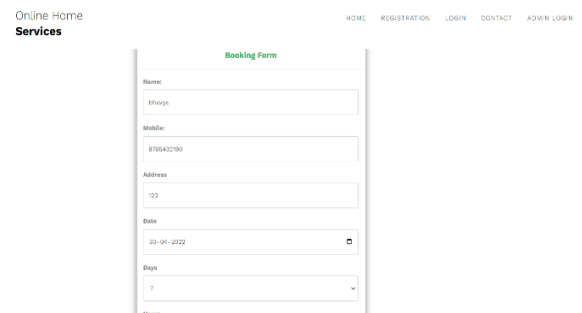 Online Home
Services
HOME REGISTRATION LOGIN CONTACT ADMIN LOGIN
Booking Form
Name:
bhavya
Mobile:
8765432190
Address
123
Date
30-04-2022
Days
7